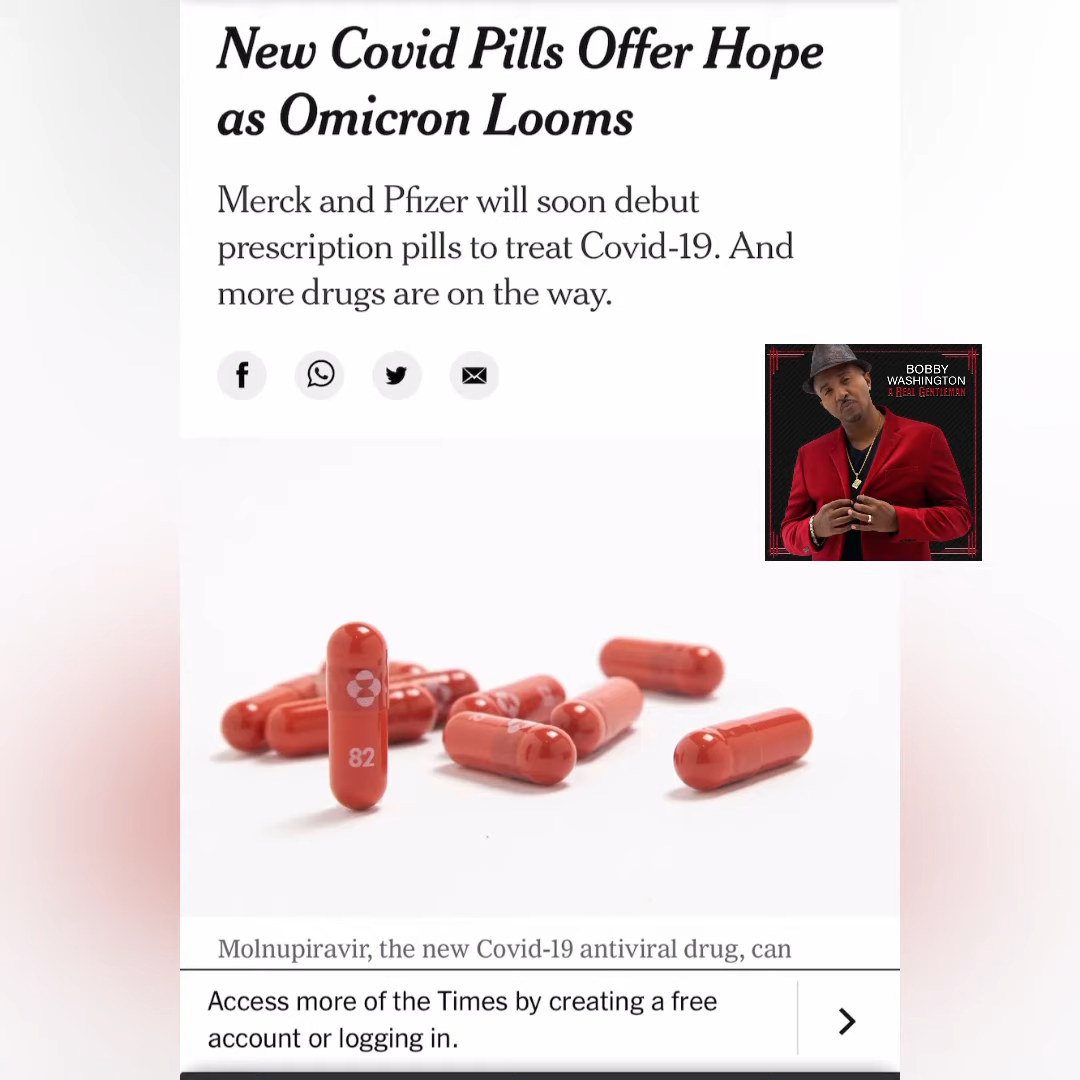 New Covid Pills Offer Hope
as Omicron Looms
Merck and Pfizer will soon debut
prescription pills to treat Covid-19. And
more drugs are on the way.
BOBBY
WASHINGTON
A REAL GENTLEMAN
82
Molnupiravir, the new Covid-19 antiviral drug, can
Access more of the Times by creating a free
account or logging in.